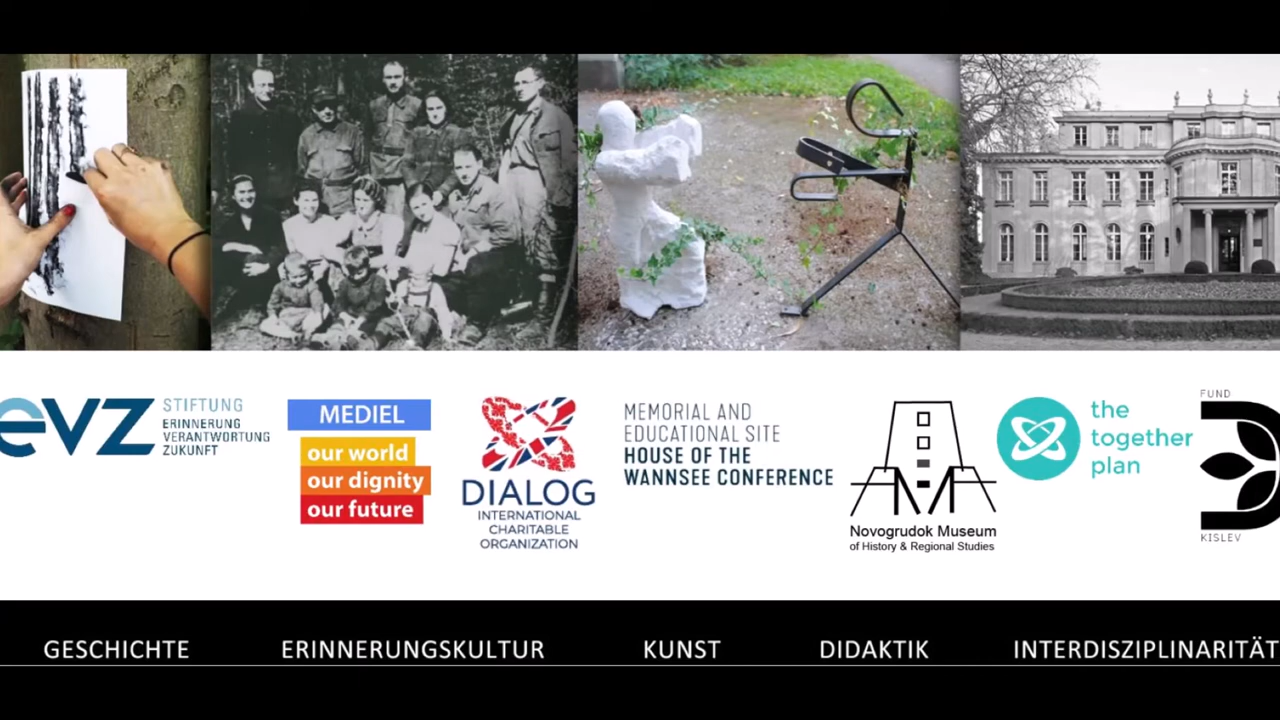 evz
STIFTUNG
ERINNERUNG
VERANTWORTUNG
ZUKUNFT
MEDIEL
our world
our dignity
our future
DIALOG
INTERNATIONAL
CHARITABLE
ORGANIZATION
MEMORIAL AND
EDUCATIONAL SITE
HOUSE OF THE
WANNSEE CONFERENCE
Novogrudok Museum
of History & Regional Studies
the
together
plan
FUND
KISLEV
GESCHICHTE ERINNERUNGSKULTUR KUNST DIDAKTIK INTERDISZIPLINARITÄT